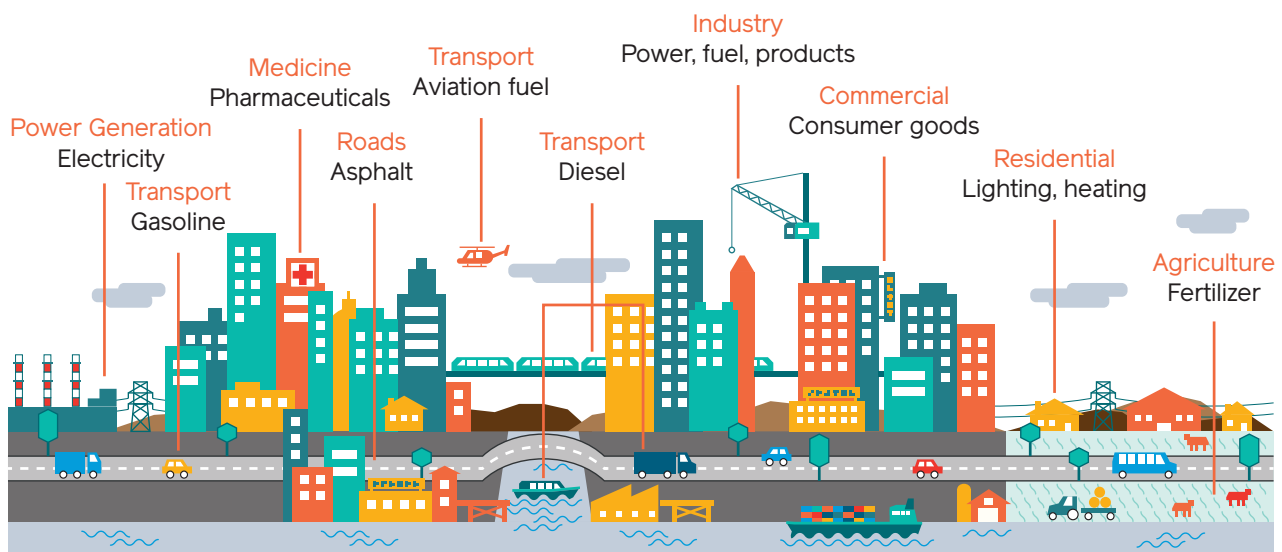 Power Generation
Electricity
Transport
Gasoline
Medicine
Pharmaceuticals
Roads
Asphalt
Transport
Aviation fuel
Transport
Diesel
Industry
Power, fuel, products
Commercial
Consumer goods
Residential
Lighting, heating
Agriculture
Fertilizer